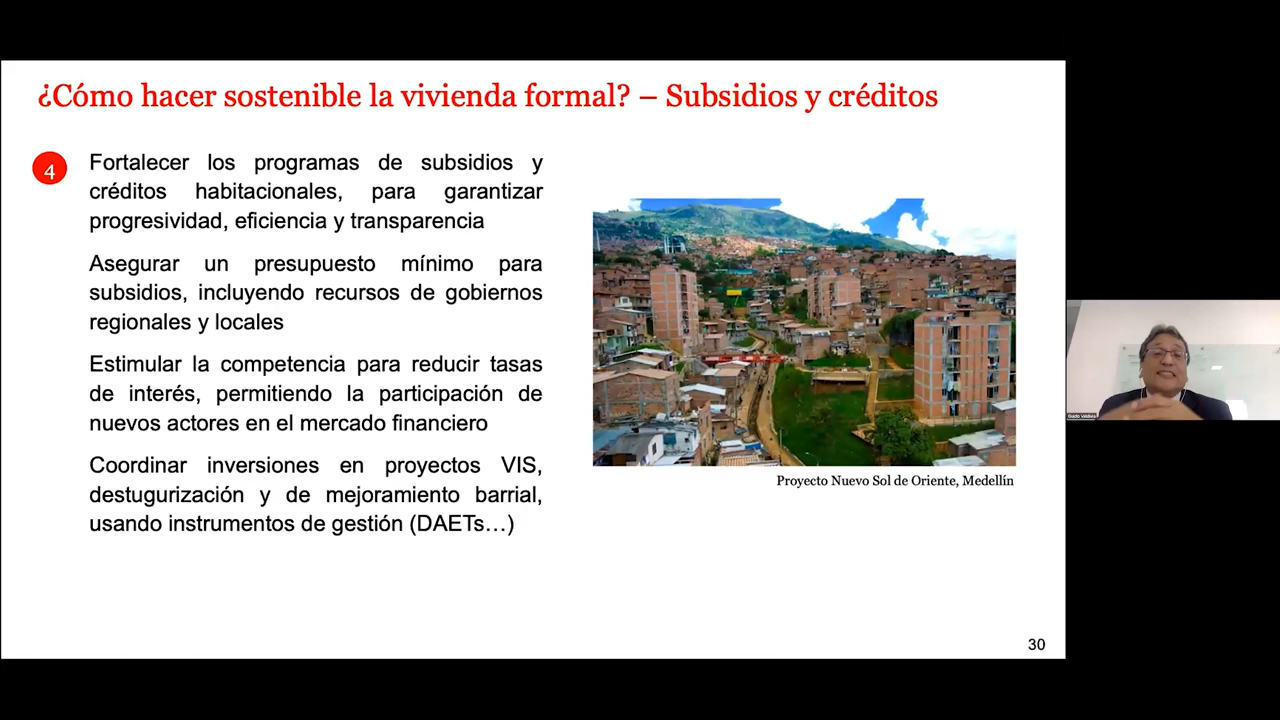 ¿Cómo hacer sostenible la vivienda formal? – Subsidios y créditos
4
Fortalecer los programas de subsidios y
créditos habitacionales, para garantizar
progresividad, eficiencia y transparencia
Asegurar un presupuesto mínimo para
subsidios, incluyendo recursos de gobiernos
regionales y locales
Estimular la competencia para reducir tasas
de interés, permitiendo la participación de
nuevos actores en el mercado financiero
Coordinar inversiones en proyectos VIS,
destugurización y de mejoramiento barrial,
usando instrumentos de gestión (DAETs…)
Proyecto Nuevo Sol de Oriente, Medellín
30
Guido Valdivia